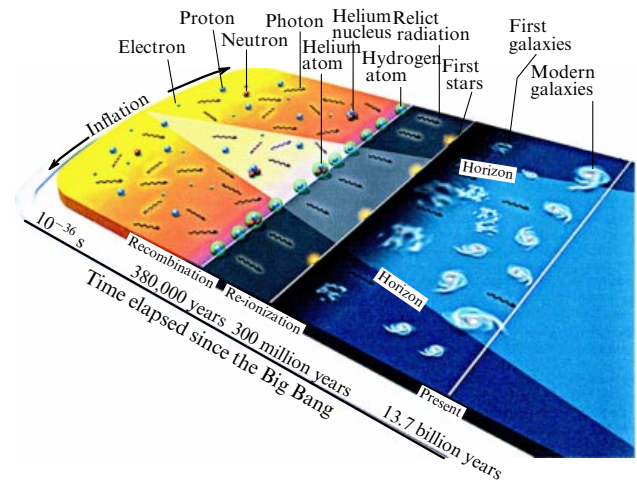 Proton
Photon
Helium
nucleus
Relict
radiation
First
galaxies
Electron
Neutron
Helium
atom
Hydrogen
atom
First
stars
Modern
galaxies
Inflation
Horizon
Horizon
10⁻³⁶ s
Recombination
380,000 years
Re-ionization
300 million years
Present
13.7 billion years
Time elapsed since the Big Bang